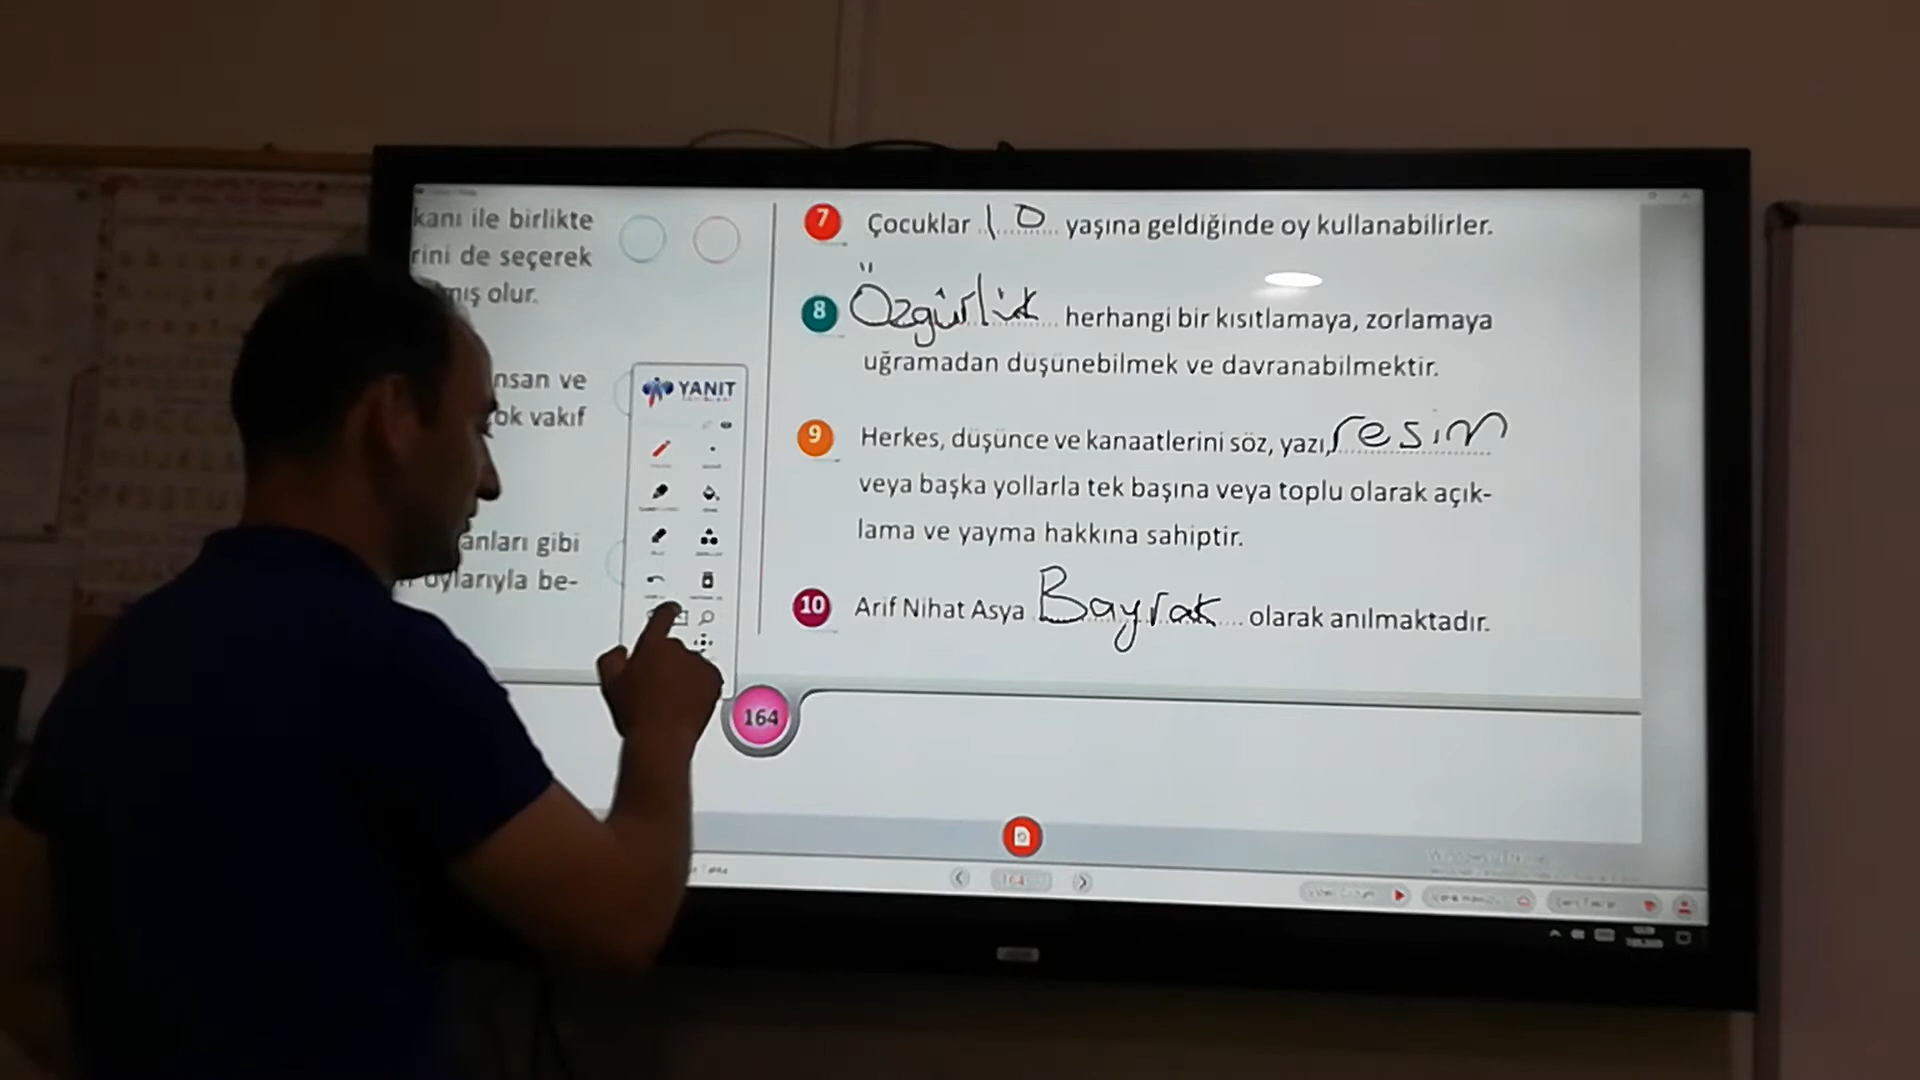 kanı ile birlikte
rini de seçerek
mış olur.
nsan ve
ok vakıf
anları gibi
oylarıyla be-
YANIT
7 Çocuklar 10 yaşına geldiğinde oy kullanabilirler.
8 Özgürlük herhangi bir kısıtlamaya, zorlamaya
uğramadan düşünebilmek ve davranabilmektir.
9 Herkes, düşünce ve kanaatlerini söz, yazı, resim
veya başka yollarla tek başına veya toplu olarak açık-
lama ve yayma hakkına sahiptir.
10 Arif Nihat Asya Bayrak olarak anılmaktadır.
164
164